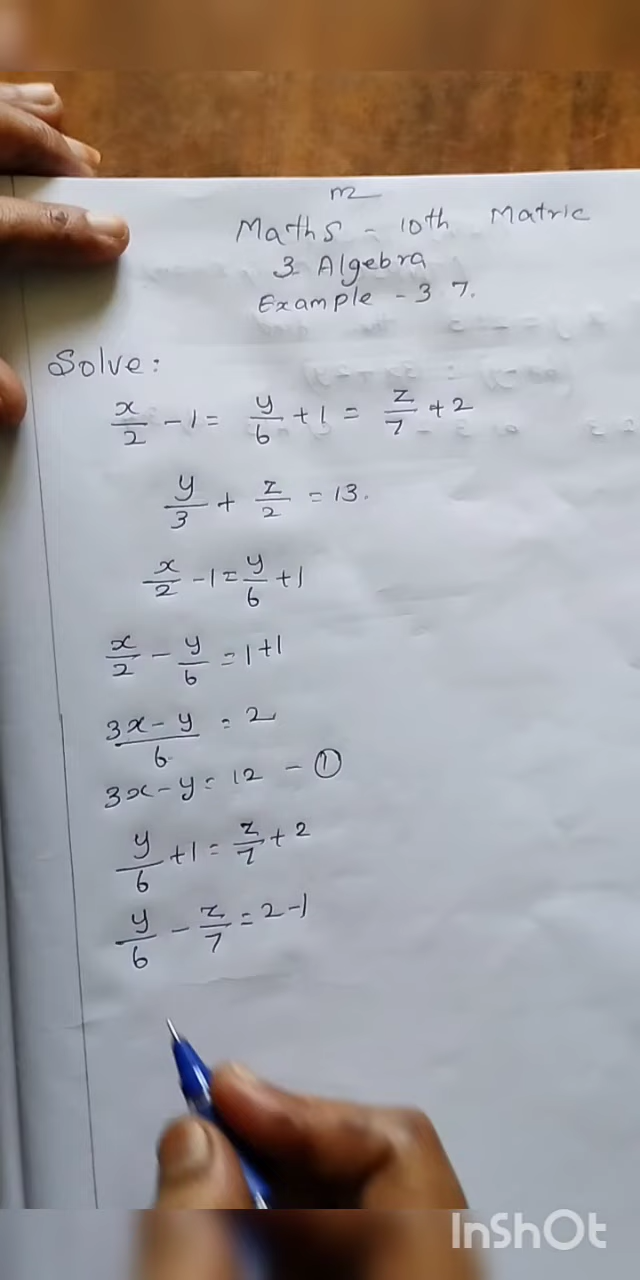 m
Maths - 10th Matric
3. Algebra
Example - 3 7.
Solve:
x/2 - 1 = y/6 + 1 = z/7 + 2
y/3 + z/2 = 13.
x/2 - 1 = y/6 + 1
x/2 - y/6 = 1+1
3x - y/6 = 2
3x - y = 12 - ①
y/6 + 1 = z/7 + 2
y/6 - z/7 = 2-1
InShOt